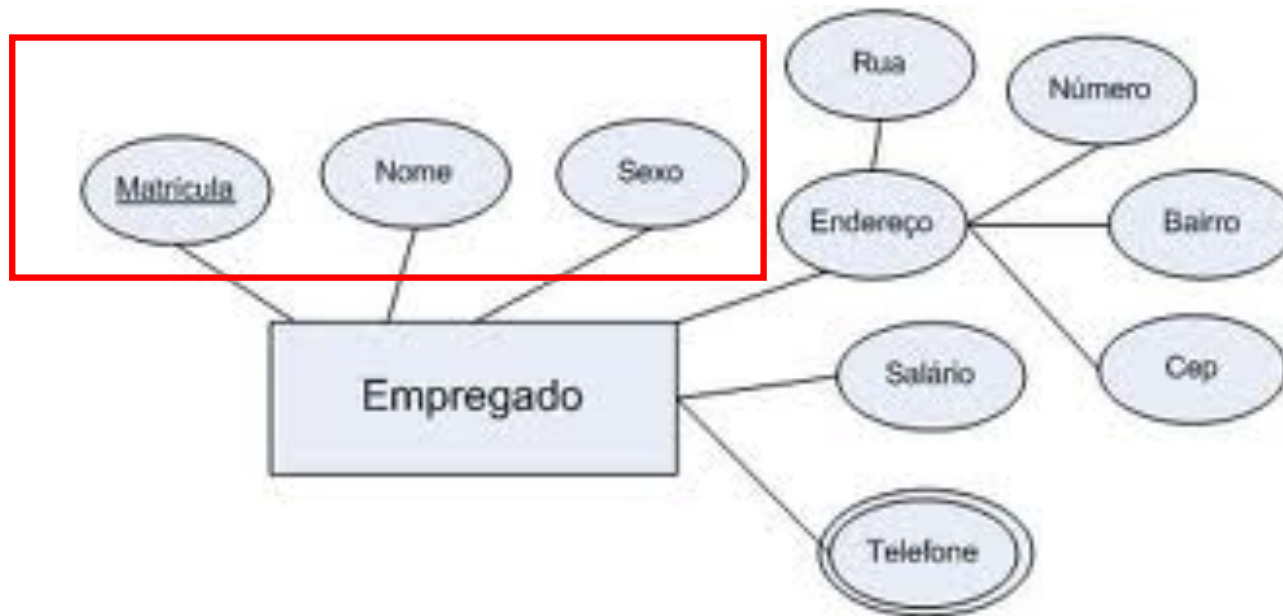 Rua
Número
Matrícula
Nome
Sexo
Endereço
Bairro
Empregado
Salário
Cep
Telefone